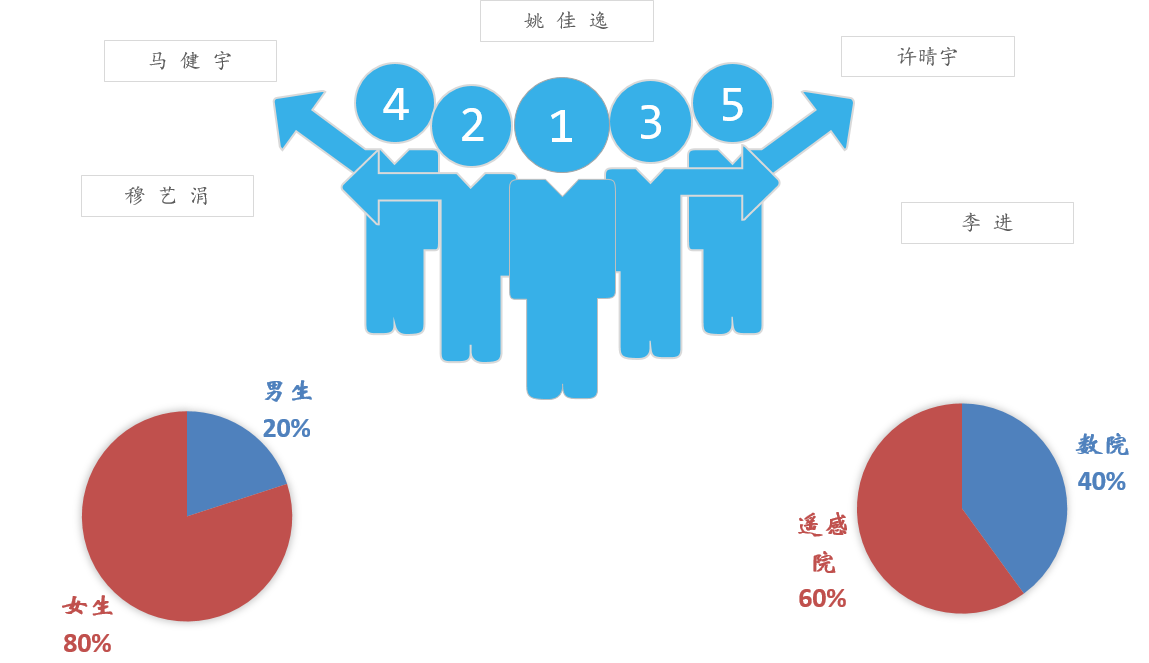 姚佳逸
马健宇
许晴宇
4 2 1 3 5
穆艺涓
李进
男生
20%
女生
80%
数院
40%
遥感
院
60%